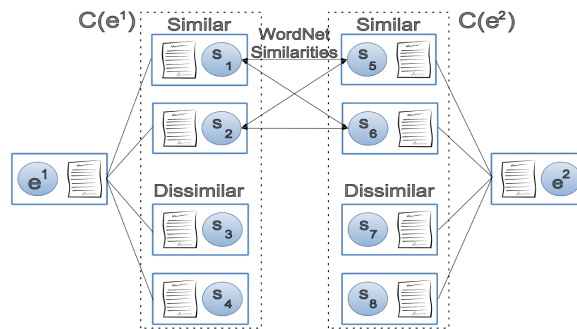 C(e¹) Similar WordNet Similar C(e²)
Similarities
s₁ s₅
s₂ s₆
e¹ e²
Dissimilar Dissimilar
s₃ s₇
s₄ s₈